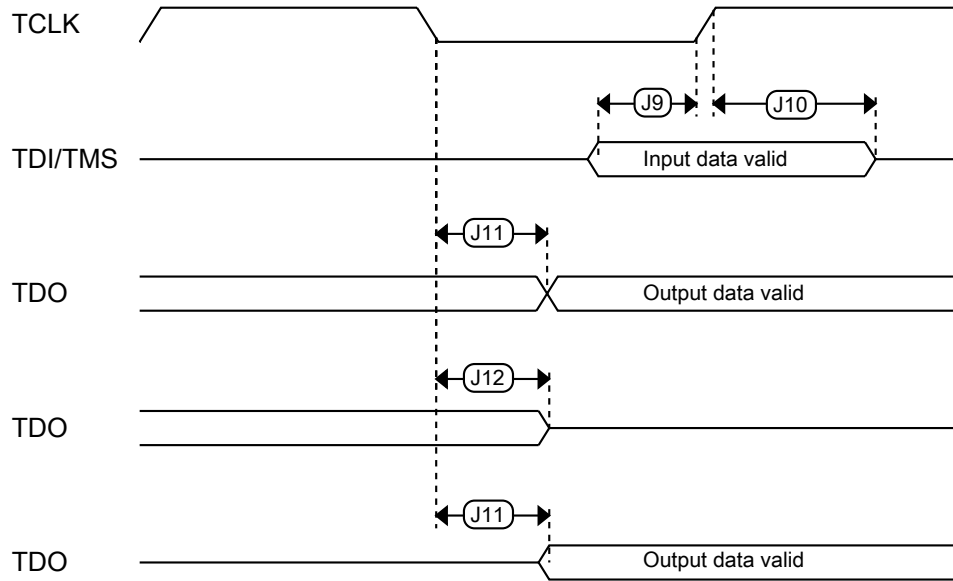 TCLK
J9
J10
TDI/TMS
Input data valid
J11
TDO
Output data valid
J12
TDO
J11
TDO
Output data valid